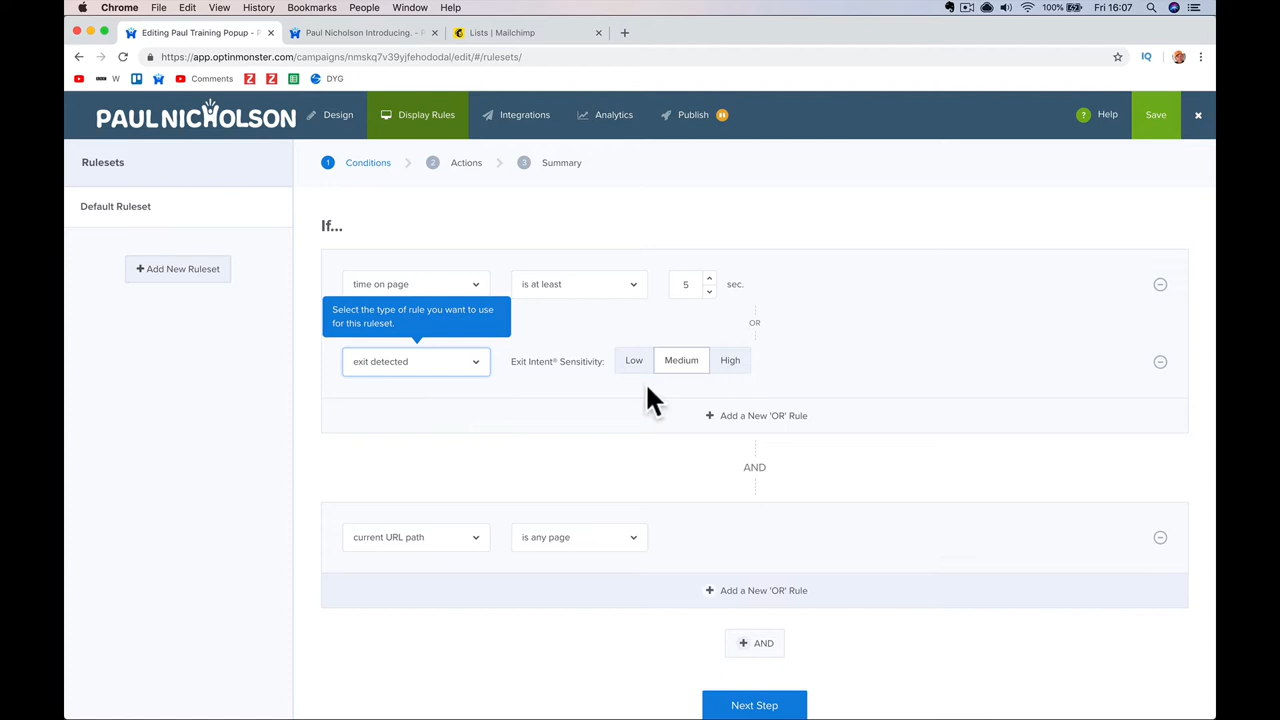 Chrome File Edit View History Bookmarks People Window Help 100% Fri 16:07
Editing Paul Training Popup - Paul Nicholson Introducing. - Lists | Mailchimp
https://app.optinmonster.com/campaigns/nmskq7v39yjfehododal/edit/#/rulesets/ IQ
W Comments DYG
PAUL NICHOLSON Design Display Rules Integrations Analytics Publish ? Help Save
Rulesets 1 Conditions 2 Actions 3 Summary
Default Ruleset
If...
+ Add New Ruleset
time on page is at least 5 sec.
Select the type of rule you want to use
for this ruleset.
OR
exit detected Exit Intent® Sensitivity: Low Medium High
+ Add a New 'OR' Rule
AND
current URL path is any page
+ Add a New 'OR' Rule
+ AND
Next Step